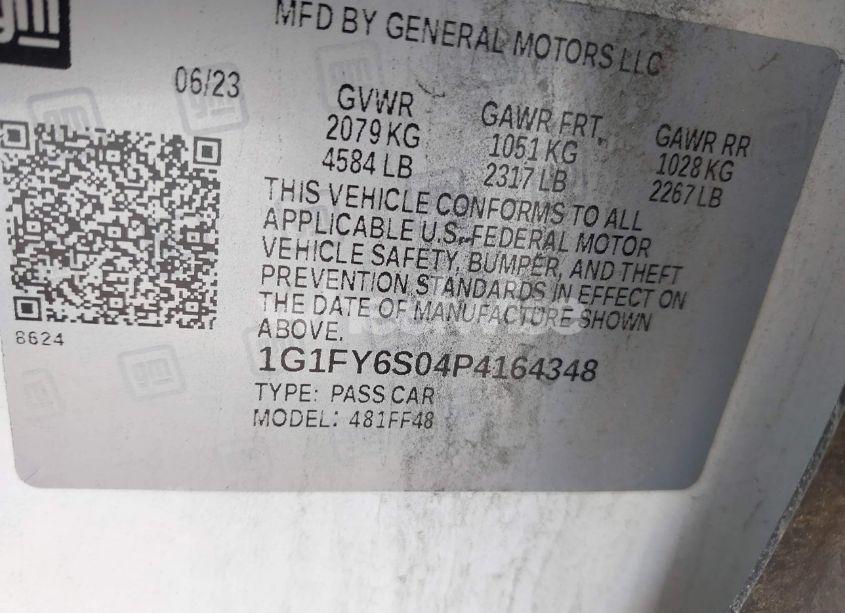 gm
MFD BY GENERAL MOTORS LLC
06/23
GVWR
2079 KG
4584 LB
GAWR FRT.
1051 KG
2317 LB
GAWR RR
1028 KG
2267 LB
THIS VEHICLE CONFORMS TO ALL
APPLICABLE U.S. FEDERAL MOTOR
VEHICLE SAFETY, BUMPER, AND THEFT
PREVENTION STANDARDS IN EFFECT ON
THE DATE OF MANUFACTURE SHOWN
ABOVE.
8624
1G1FY6S04P4164348
TYPE: PASS CAR
MODEL: 481FF48